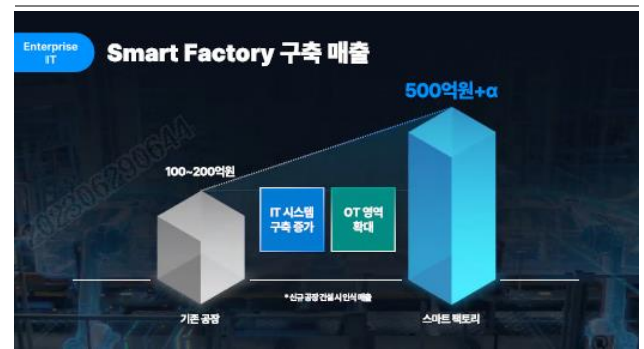 Enterprise
IT
Smart Factory 구축 매출
500억원+α
100~200억원
IT 시스템
구축 증가
OT 영역
확대
*신규 공장 건설 시 인식 매출
기존 공장
스마트 팩토리